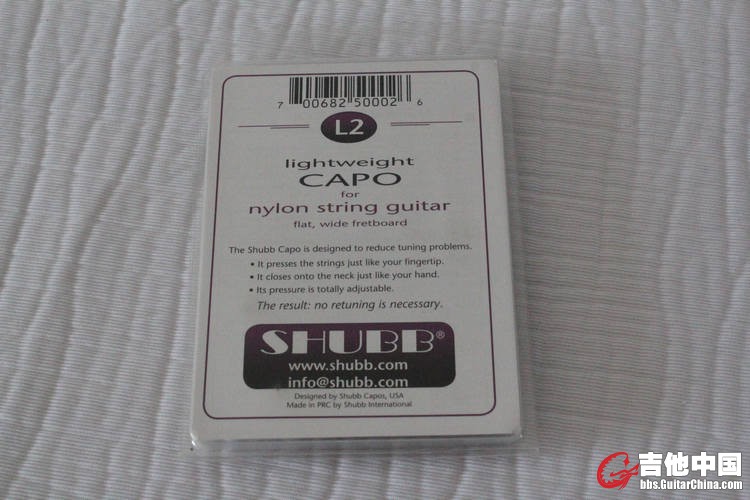 7 00682 50002 6
L2
lightweight
CAPO
for
nylon string guitar
flat, wide fretboard
The Shubb Capo is designed to reduce tuning problems.
• It presses the strings just like your fingertip.
• It closes onto the neck just like your hand.
• Its pressure is totally adjustable.
The result: no retuning is necessary.
SHUBB®
www.shubb.com
info@shubb.com
Designed by Shubb Capos, USA
Made in PRC by Shubb International
吉他中国
bbs.GuitarChina.com